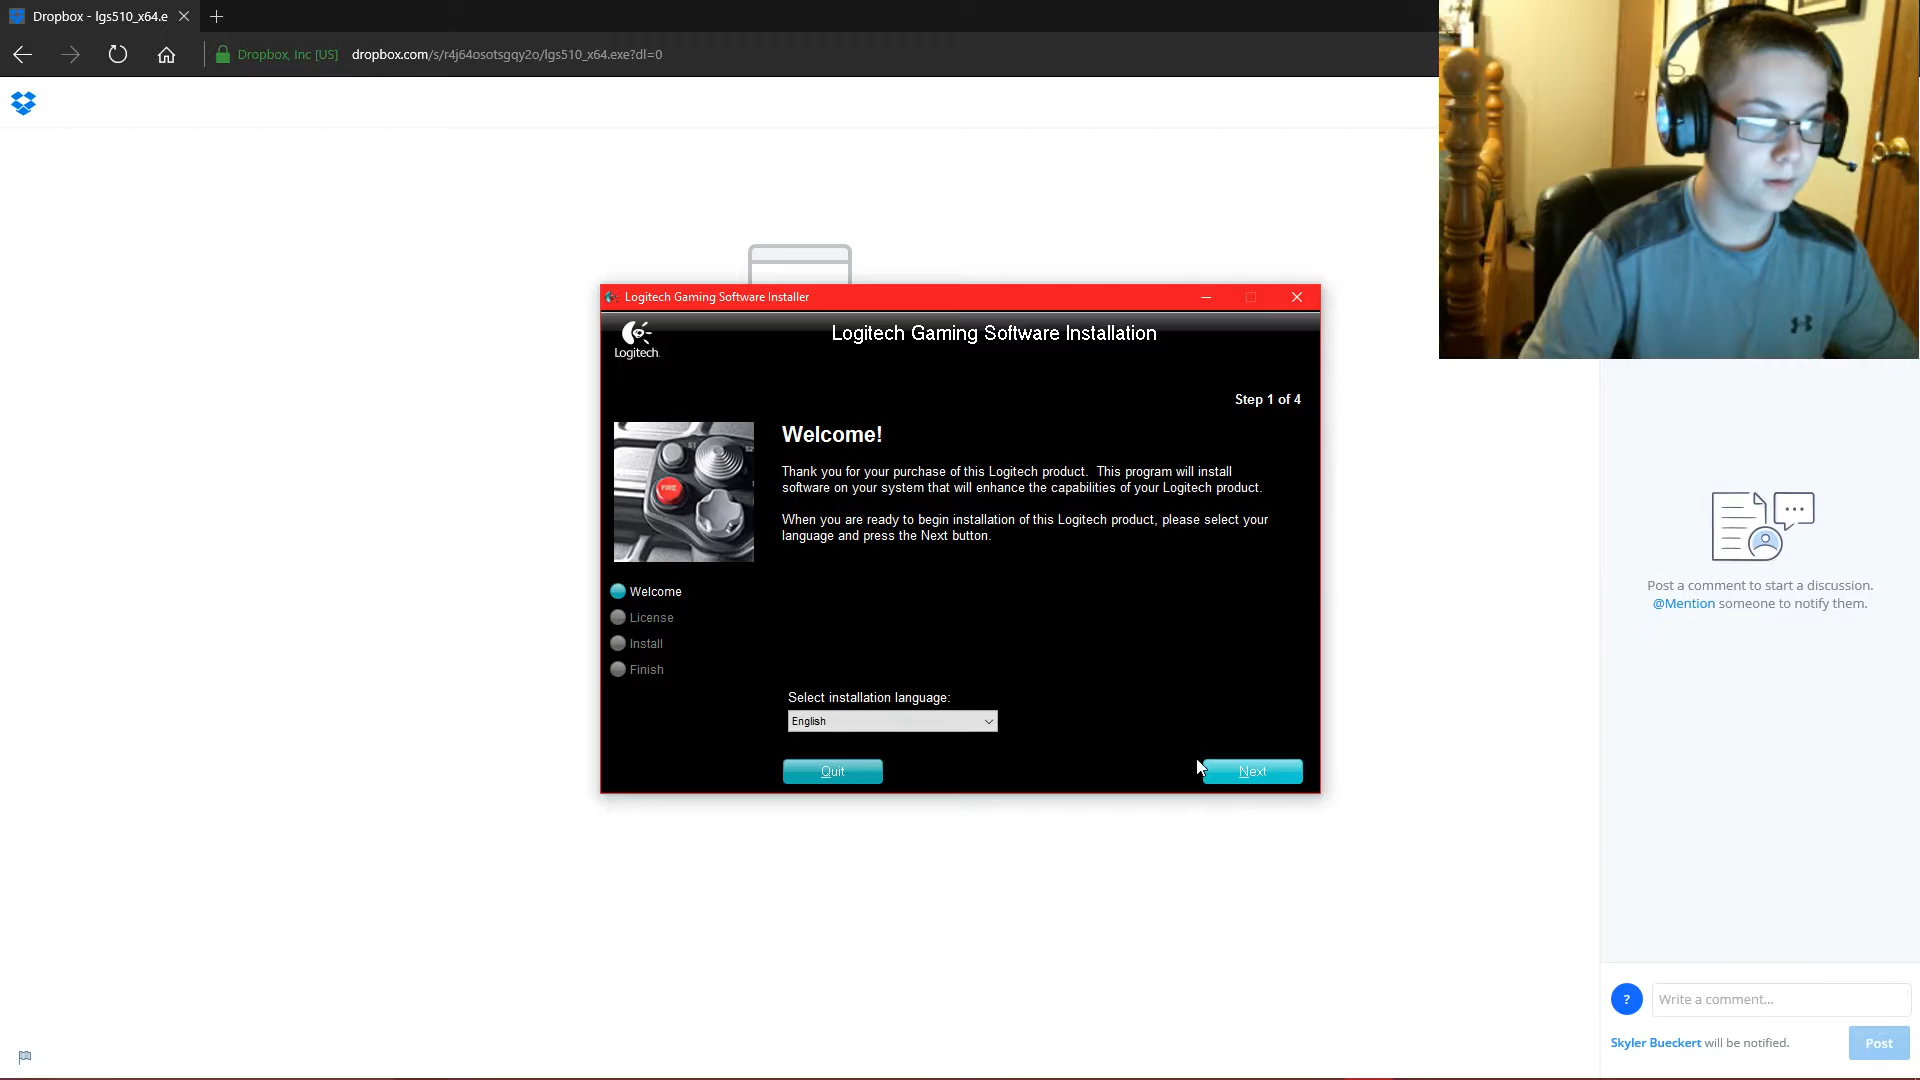 Dropbox - lgs510_x64.e
Dropbox, Inc [US]
dropbox.com/s/r4j64osotsgqy2o/lgs510_x64.exe?dl=0
Logitech Gaming Software Installer
Logitech
Logitech Gaming Software Installation
Step 1 of 4
Welcome!
Thank you for your purchase of this Logitech product. This program will install
software on your system that will enhance the capabilities of your Logitech product.
When you are ready to begin installation of this Logitech product, please select your
language and press the Next button.
FIRE
Welcome
License
Install
Finish
Select installation language:
English
Quit
Next
Post a comment to start a discussion.
@Mention someone to notify them.
?
Write a comment...
Skyler Bueckert will be notified.
Post